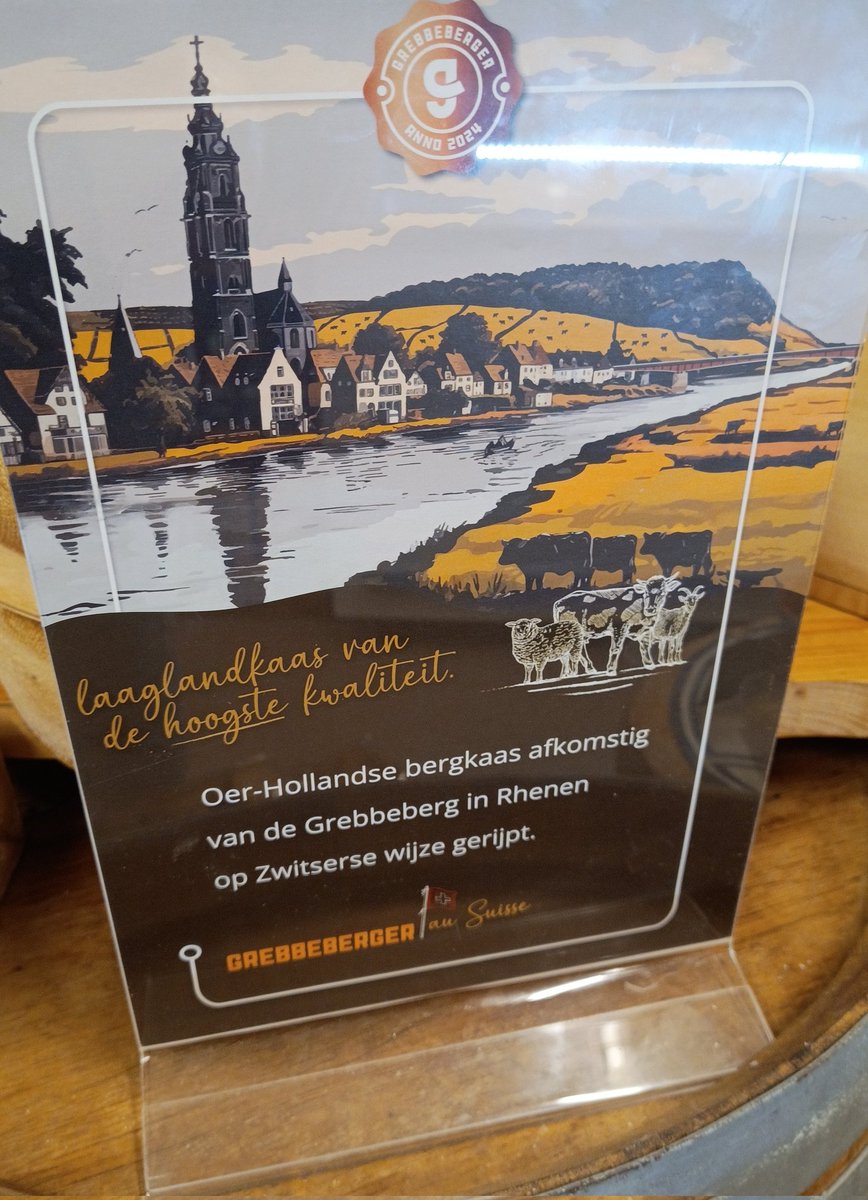 GREBBEBERGER
g
ANNO 2024
laaglandkaas van
de hoogste kwaliteit.
Oer-Hollandse bergkaas afkomstig
van de Grebbeberg in Rhenen
op Zwitserse wijze gerijpt.
GREBBEBERGER au Suisse